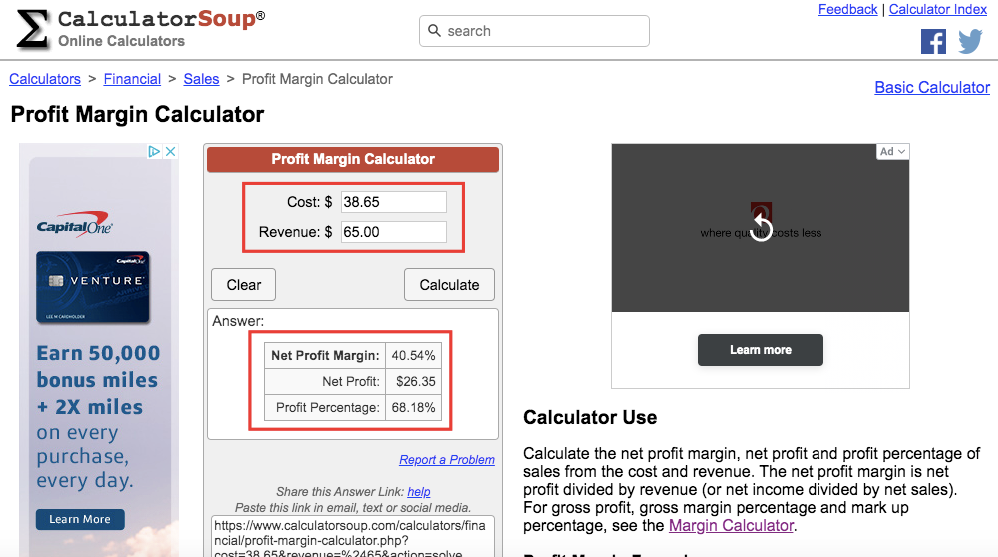 CalculatorSoup®
Online Calculators
search
Feedback | Calculator Index
Calculators > Financial > Sales > Profit Margin Calculator
Basic Calculator
Profit Margin Calculator
CapitalOne®
CapitalOne
VENTURE
LEE M CARDHOLDER
Earn 50,000
bonus miles
+ 2X miles
on every
purchase,
every day.
Learn More
Profit Margin Calculator
Cost: $ 38.65
Revenue: $ 65.00
Clear
Calculate
Answer:
Net Profit Margin: 40.54%
Net Profit: $26.35
Profit Percentage: 68.18%
Report a Problem
Share this Answer Link: help
Paste this link in email, text or social media.
https://www.calculatorsoup.com/calculators/fina
ncial/profit-margin-calculator.php?
cost=38.65&revenue=%2465&action=solve
Ad
where quality costs less
Learn more
Calculator Use
Calculate the net profit margin, net profit and profit percentage of
sales from the cost and revenue. The net profit margin is net
profit divided by revenue (or net income divided by net sales).
For gross profit, gross margin percentage and mark up
percentage, see the Margin Calculator.